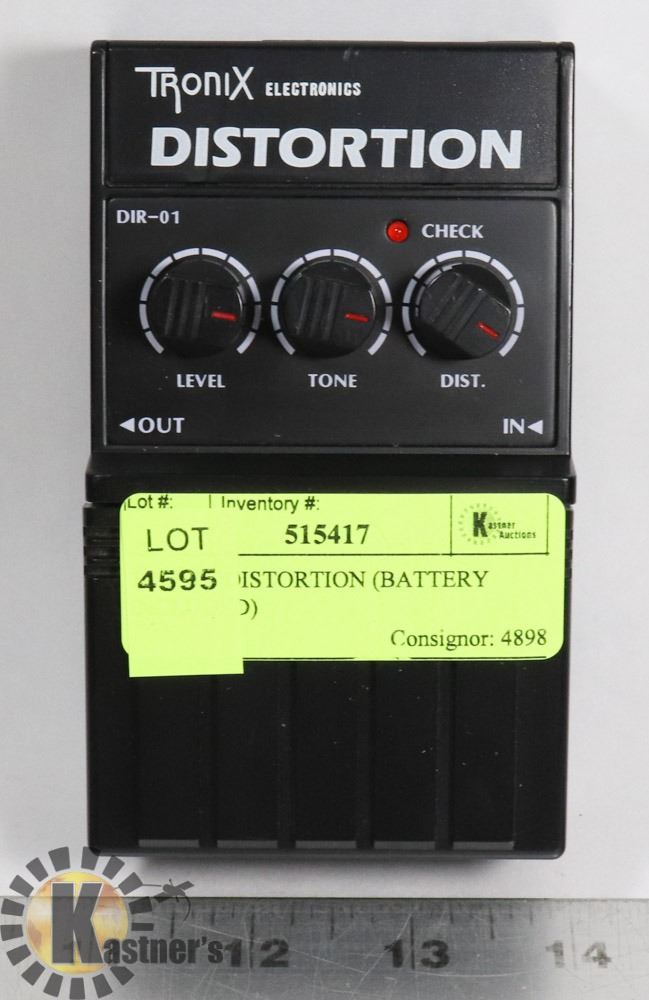 TRONIX ELECTRONICS
DISTORTION
DIR-01
CHECK
LEVEL TONE DIST.
◄OUT IN◄
Lot #: Inventory #:
LOT 515417 Kastner Auctions
4595 DISTORTION (BATTERY
D)
Consignor: 4898
Kastner's
12 13 14